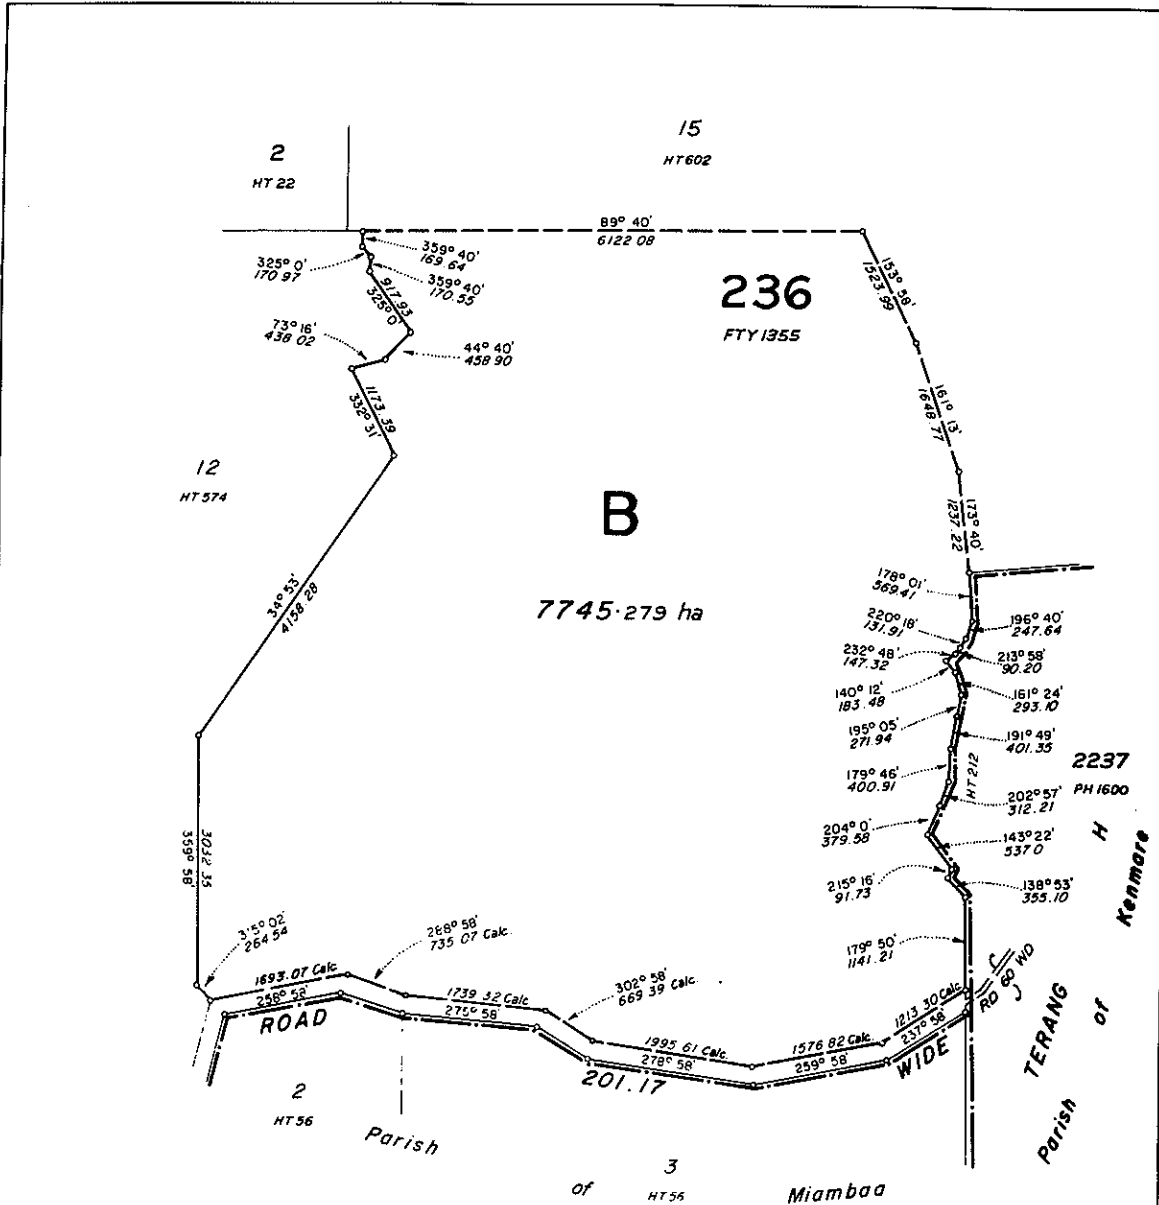 15
HT 602
2
HT 22
89° 40'
6122 08
359° 40'
169.64
325° 0'
170 97
359° 40'
170.55
917.93
325° 0'
153° 58'
1523.99
236
FTY 1355
73° 16'
438 02
44° 40'
458 90
1173.39
332° 31'
161° 13'
1648.77
12
HT 574
B
173° 40'
1237.22
34° 53'
4158.28
7745·279 ha
178° 01'
569.41
220° 18'
131.91
196° 40'
247.64
232° 48'
147.32
213° 58'
90.20
140° 12'
183.48
161° 24'
293.10
195° 05'
271.94
191° 49'
401.35
179° 46'
400.91
HT 212
2237
PH 1600
202° 57'
312.21
204° 0'
379.58
143° 22'
537 0
H
Kenmare
3032 35
359° 58'
215° 16'
91.73
138° 53'
355.10
315° 02'
264 54
288° 58'
735 07 Calc.
179° 50'
1141.21
1693.07 Calc
258° 58'
ROAD
1739 32 Calc
275° 58'
302° 58'
669 39 Calc
1995 61 Calc.
278° 58'
201.17
1576 82 Calc.
259° 58'
1213 30 Calc
237° 58'
WIDE
RD 60 WD
TERANG
of
Parish
2
HT 56
Parish
of
3
HT 56
Miambaa